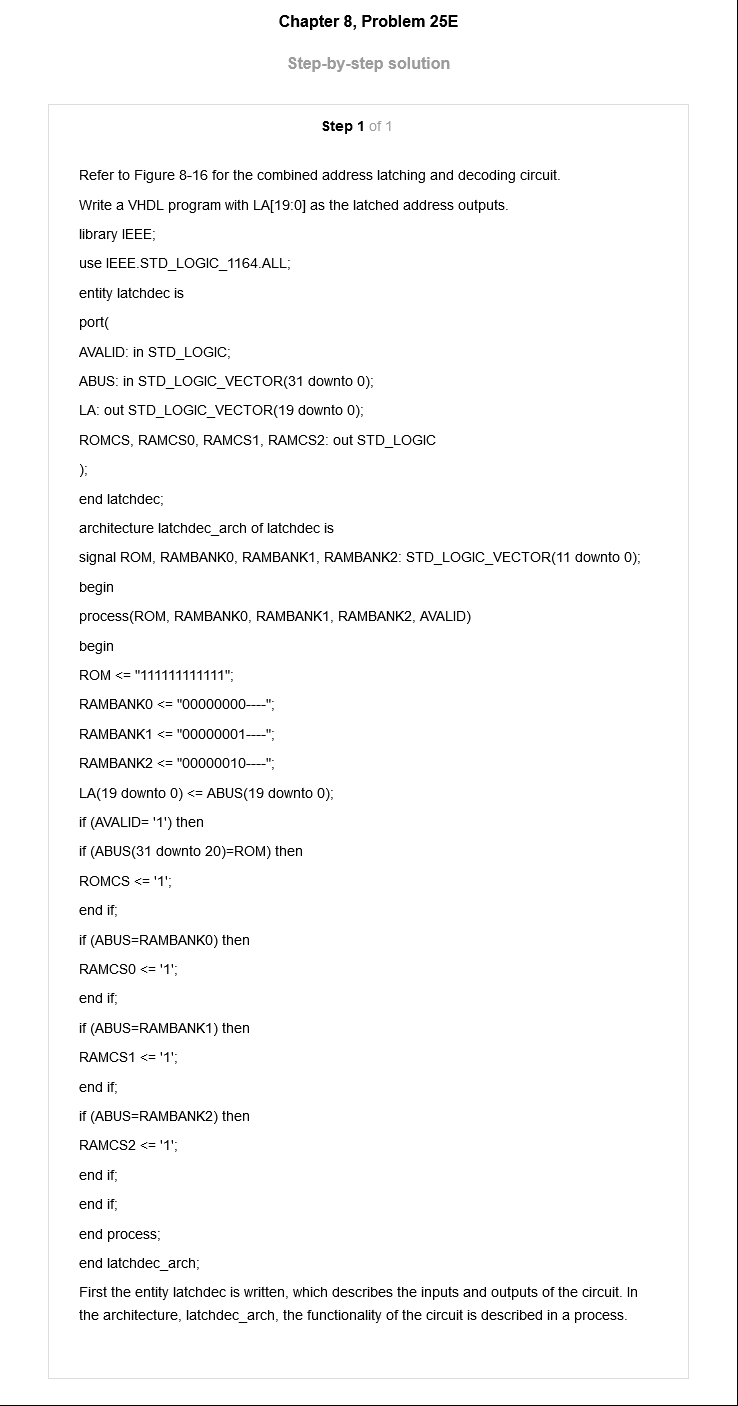 Chapter 8, Problem 25E
Step-by-step solution
Step 1 of 1
Refer to Figure 8-16 for the combined address latching and decoding circuit.
Write a VHDL program with LA[19:0] as the latched address outputs.
library IEEE;
use IEEE.STD_LOGIC_1164.ALL;
entity latchdec is
port(
AVALID: in STD_LOGIC;
ABUS: in STD_LOGIC_VECTOR(31 downto 0);
LA: out STD_LOGIC_VECTOR(19 downto 0);
ROMCS, RAMCS0, RAMCS1, RAMCS2: out STD_LOGIC
);
end latchdec;
architecture latchdec_arch of latchdec is
signal ROM, RAMBANK0, RAMBANK1, RAMBANK2: STD_LOGIC_VECTOR(11 downto 0);
begin
process(ROM, RAMBANK0, RAMBANK1, RAMBANK2, AVALID)
begin
ROM <= "111111111111";
RAMBANK0 <= "00000000----";
RAMBANK1 <= "00000001----";
RAMBANK2 <= "00000010----";
LA(19 downto 0) <= ABUS(19 downto 0);
if (AVALID= '1') then
if (ABUS(31 downto 20)=ROM) then
ROMCS <= '1';
end if;
if (ABUS=RAMBANK0) then
RAMCS0 <= '1';
end if;
if (ABUS=RAMBANK1) then
RAMCS1 <= '1';
end if;
if (ABUS=RAMBANK2) then
RAMCS2 <= '1';
end if;
end if;
end process;
end latchdec_arch;
First the entity latchdec is written, which describes the inputs and outputs of the circuit. In
the architecture, latchdec_arch, the functionality of the circuit is described in a process.